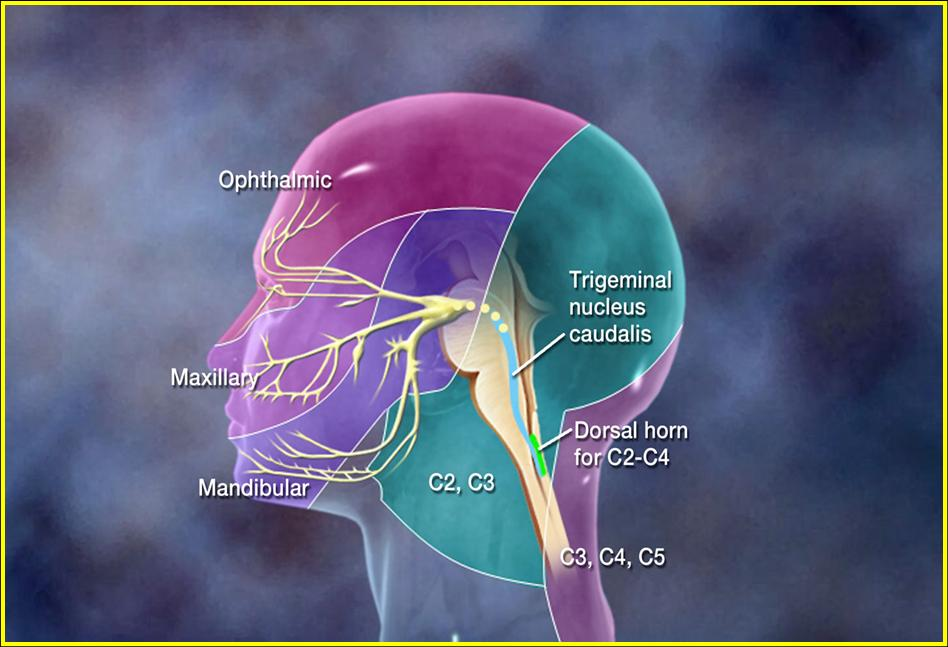 Ophthalmic
Trigeminal
nucleus
caudalis
Maxillary
Dorsal horn
for C2-C4
C2, C3
Mandibular
C3, C4, C5